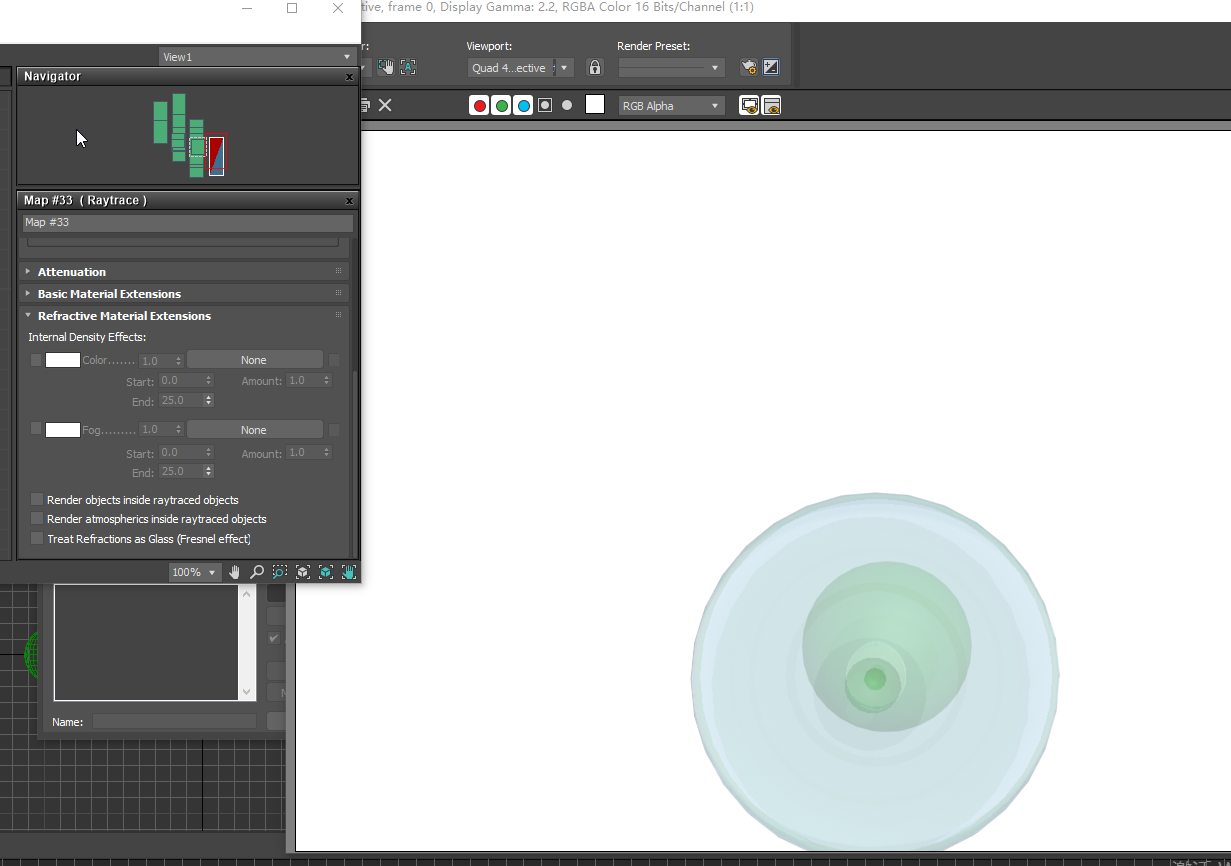 tive, frame 0, Display Gamma: 2.2, RGBA Color 16 Bits/Channel (1:1)
View1
r:
Viewport:
Render Preset:
Quad 4...ective
Navigator
RGB Alpha
Map #33 ( Raytrace )
Map #33
Attenuation
Basic Material Extensions
Refractive Material Extensions
Internal Density Effects:
Color....... 1.0 None
Start: 0.0 Amount: 1.0
End: 25.0
Fog......... 1.0 None
Start: 0.0 Amount: 1.0
End: 25.0
Render objects inside raytraced objects
Render atmospherics inside raytraced objects
Treat Refractions as Glass (Fresnel effect)
100%
M
Name: